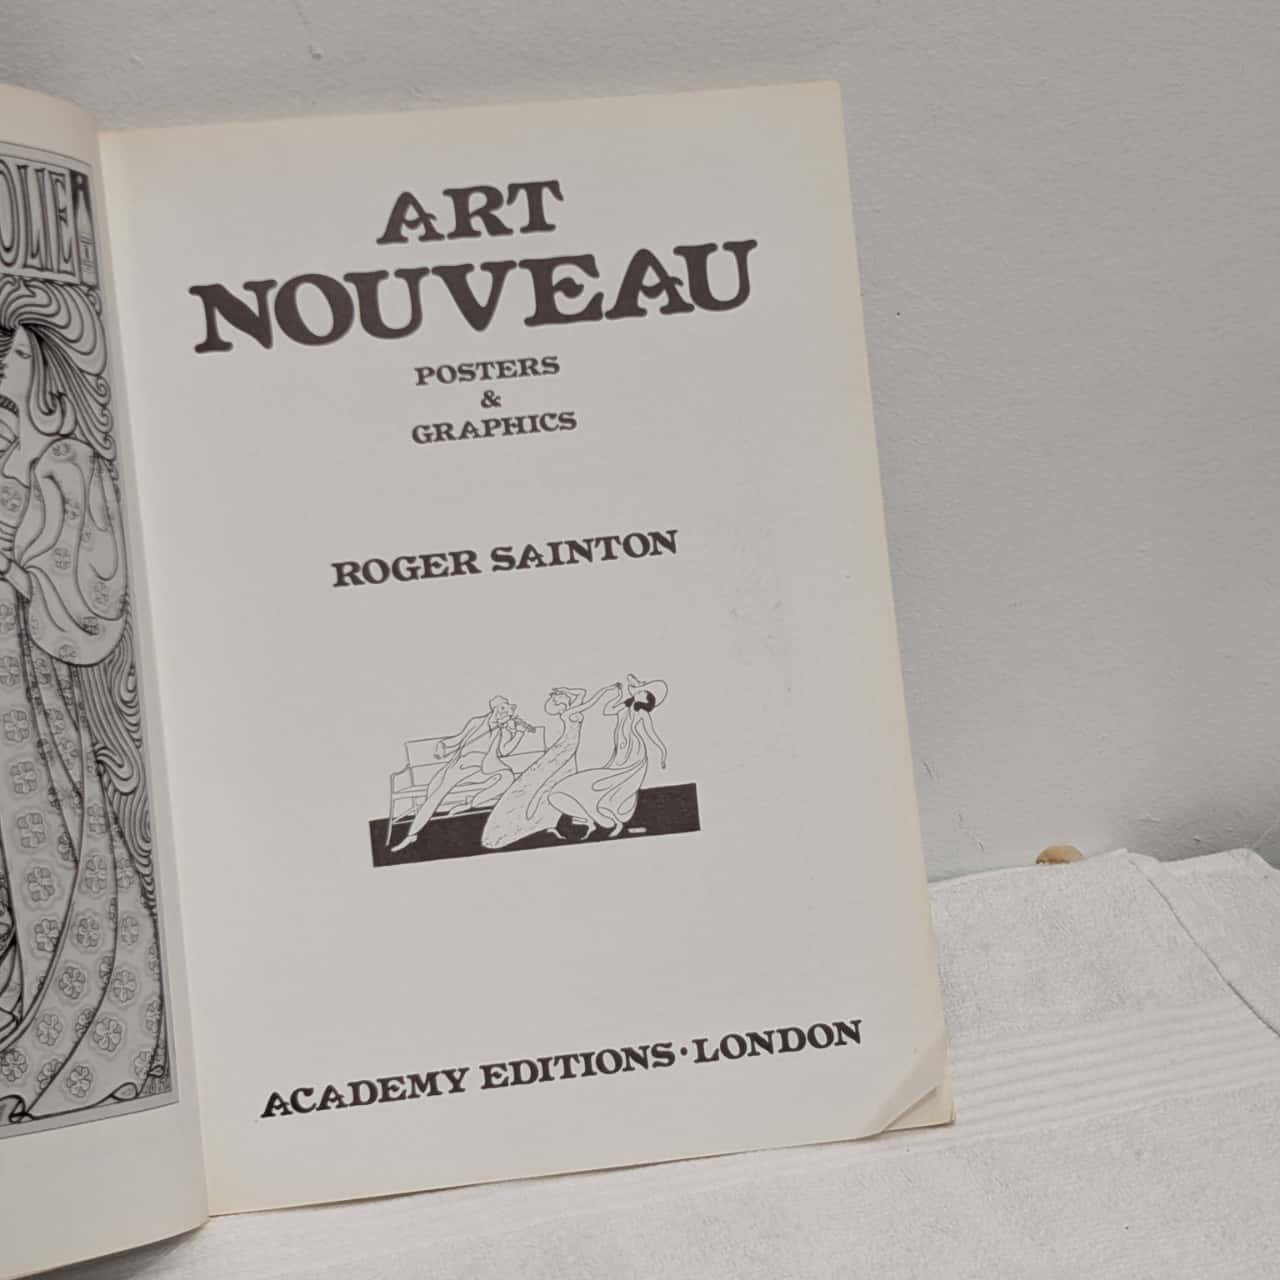 OLIE
ART
NOUVEAU
POSTERS
&
GRAPHICS
ROGER SAINTON
ACADEMY EDITIONS·LONDON